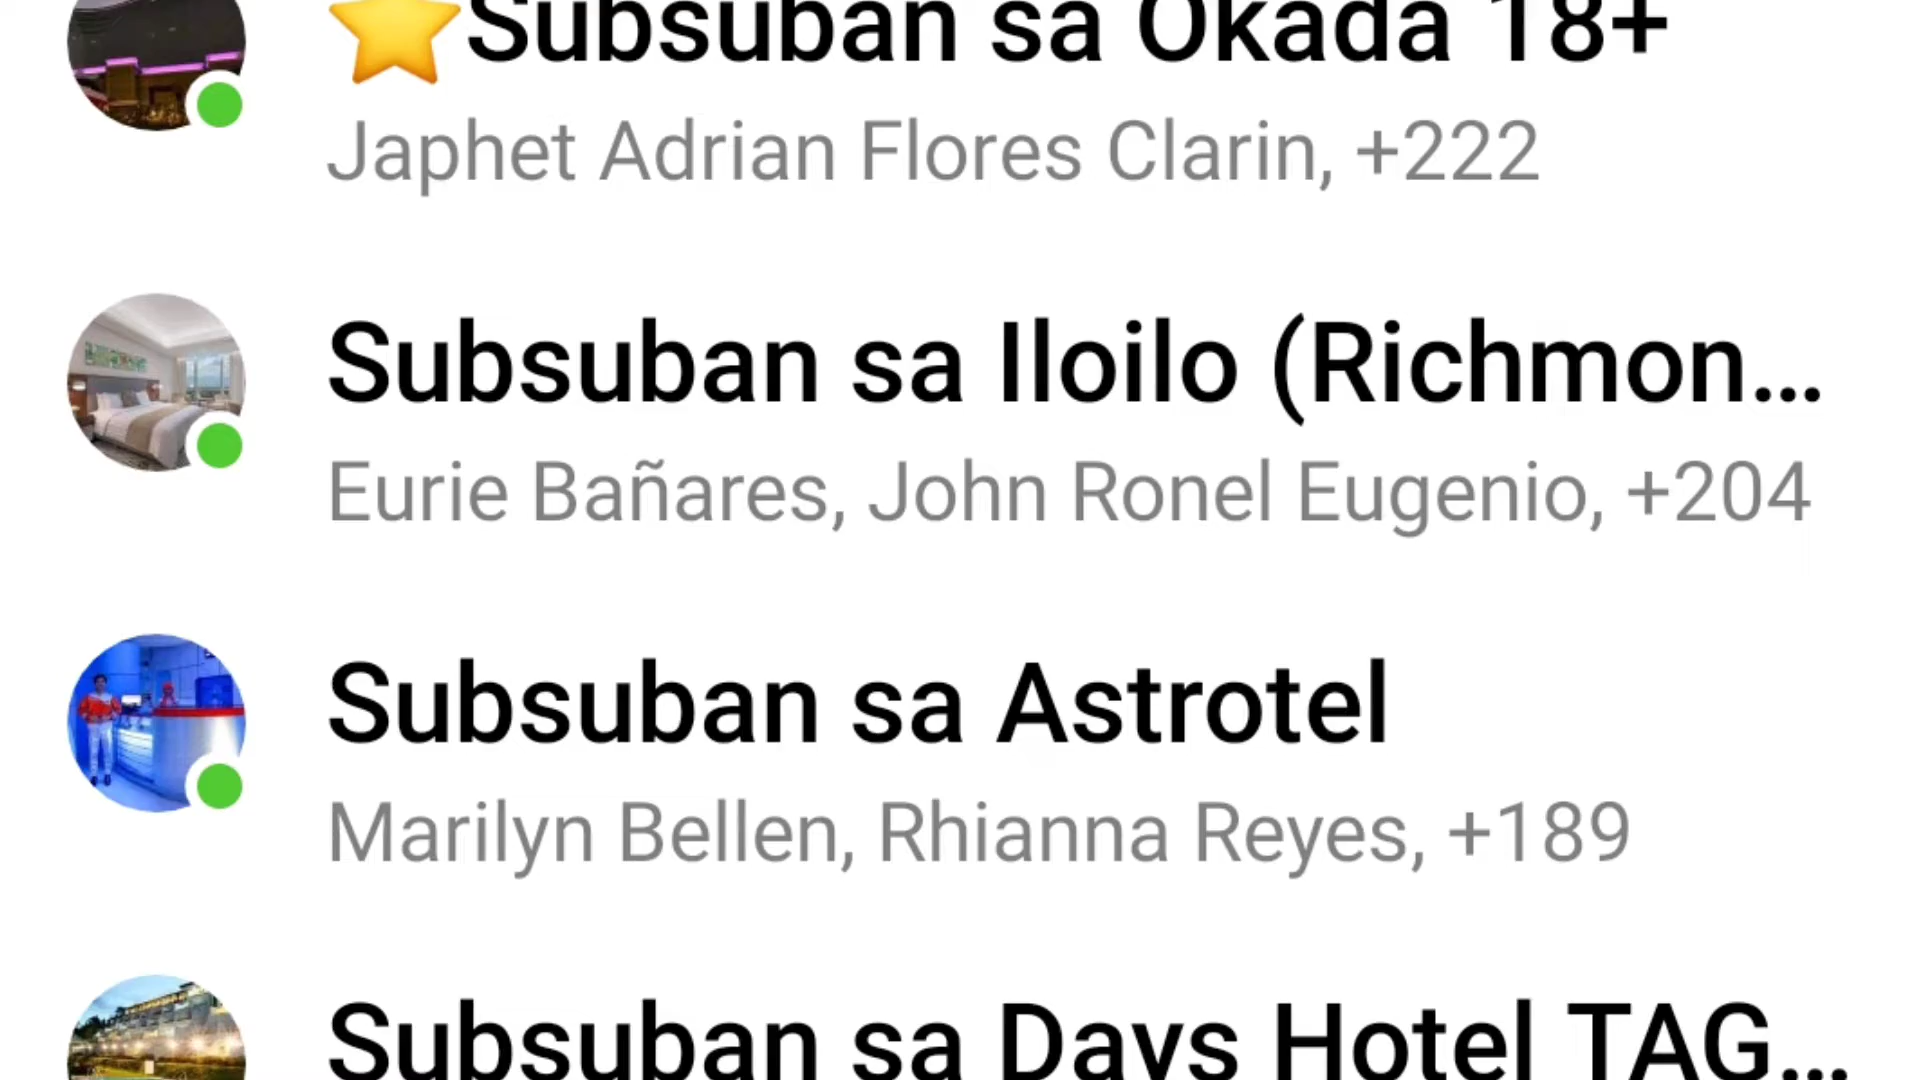 ⭐Subsuban sa Okada 18+
Japhet Adrian Flores Clarin, +222
Subsuban sa Iloilo (Richmon...
Eurie Bañares, John Ronel Eugenio, +204
Subsuban sa Astrotel
Marilyn Bellen, Rhianna Reyes, +189
Subsuban sa Days Hotel TAG...